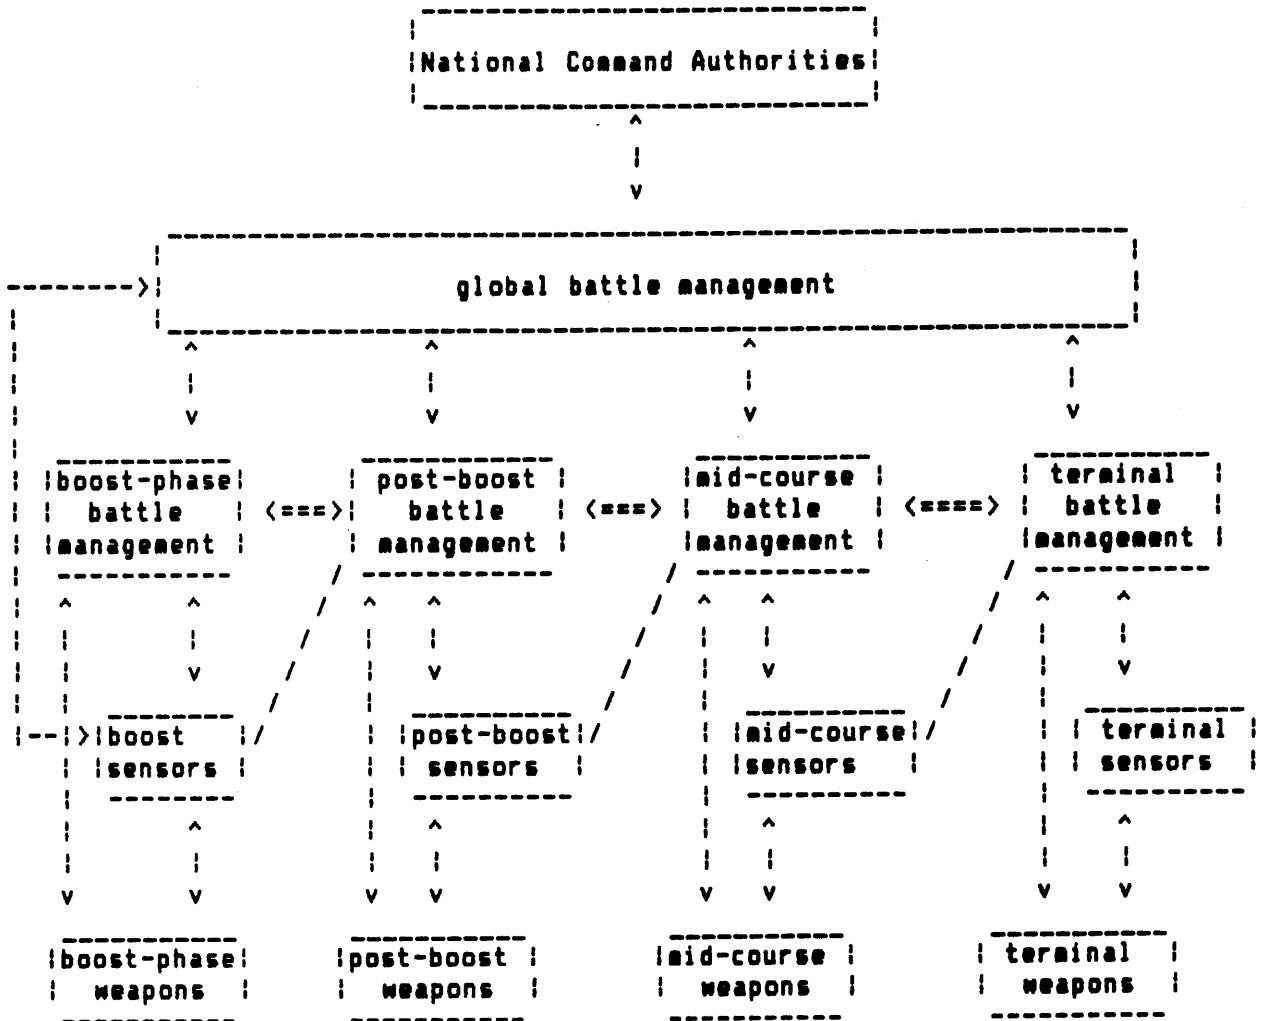 National Command Authorities
global battle management
boost-phase
battle
management
post-boost
battle
management
mid-course
battle
management
terminal
battle
management
boost
sensors
post-boost
sensors
mid-course
sensors
terminal
sensors
boost-phase
weapons
post-boost
weapons
mid-course
weapons
terminal
weapons